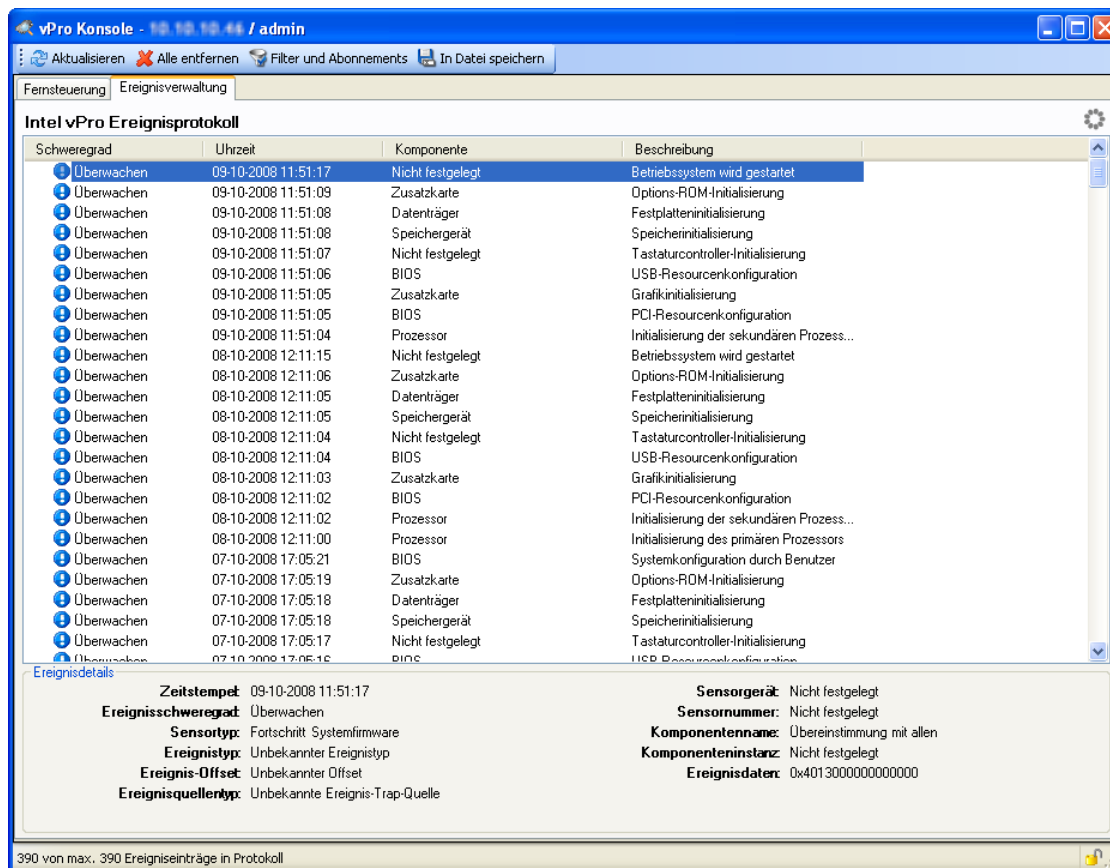 vPro Konsole - / admin
Aktualisieren Alle entfernen Filter und Abonnements In Datei speichern
Fernsteuerung Ereignisverwaltung
Intel vPro Ereignisprotokoll
Schweregrad Uhrzeit Komponente Beschreibung
Überwachen 09-10-2008 11:51:17 Nicht festgelegt Betriebssystem wird gestartet
Überwachen 09-10-2008 11:51:09 Zusatzkarte Options-ROM-Initialisierung
Überwachen 09-10-2008 11:51:08 Datenträger Festplatteninitialisierung
Überwachen 09-10-2008 11:51:08 Speichergerät Speicherinitialisierung
Überwachen 09-10-2008 11:51:07 Nicht festgelegt Tastaturcontroller-Initialisierung
Überwachen 09-10-2008 11:51:06 BIOS USB-Resourcenkonfiguration
Überwachen 09-10-2008 11:51:05 Zusatzkarte Grafikinitialisierung
Überwachen 09-10-2008 11:51:05 BIOS PCI-Resourcenkonfiguration
Überwachen 09-10-2008 11:51:04 Prozessor Initialisierung der sekundären Prozess...
Überwachen 08-10-2008 12:11:15 Nicht festgelegt Betriebssystem wird gestartet
Überwachen 08-10-2008 12:11:06 Zusatzkarte Options-ROM-Initialisierung
Überwachen 08-10-2008 12:11:05 Datenträger Festplatteninitialisierung
Überwachen 08-10-2008 12:11:05 Speichergerät Speicherinitialisierung
Überwachen 08-10-2008 12:11:04 Nicht festgelegt Tastaturcontroller-Initialisierung
Überwachen 08-10-2008 12:11:04 BIOS USB-Resourcenkonfiguration
Überwachen 08-10-2008 12:11:03 Zusatzkarte Grafikinitialisierung
Überwachen 08-10-2008 12:11:02 BIOS PCI-Resourcenkonfiguration
Überwachen 08-10-2008 12:11:02 Prozessor Initialisierung der sekundären Prozess...
Überwachen 08-10-2008 12:11:00 Prozessor Initialisierung des primären Prozessors
Überwachen 07-10-2008 17:05:21 BIOS Systemkonfiguration durch Benutzer
Überwachen 07-10-2008 17:05:19 Zusatzkarte Options-ROM-Initialisierung
Überwachen 07-10-2008 17:05:18 Datenträger Festplatteninitialisierung
Überwachen 07-10-2008 17:05:18 Speichergerät Speicherinitialisierung
Überwachen 07-10-2008 17:05:17 Nicht festgelegt Tastaturcontroller-Initialisierung
Überwachen 07-10-2008 17:05:16 BIOS USB-Resourcenkonfiguration
Ereignisdetails
Zeitstempel: 09-10-2008 11:51:17 Sensorgerät: Nicht festgelegt
Ereignisschweregrad: Überwachen Sensornummer: Nicht festgelegt
Sensortyp: Fortschritt Systemfirmware Komponentenname: Übereinstimmung mit allen
Ereignistyp: Unbekannter Ereignistyp Komponenteninstanz: Nicht festgelegt
Ereignis-Offset: Unbekannter Offset Ereignisdaten: 0x4013000000000000
Ereignisquellentyp: Unbekannte Ereignis-Trap-Quelle
390 von max. 390 Ereigniseinträge in Protokoll